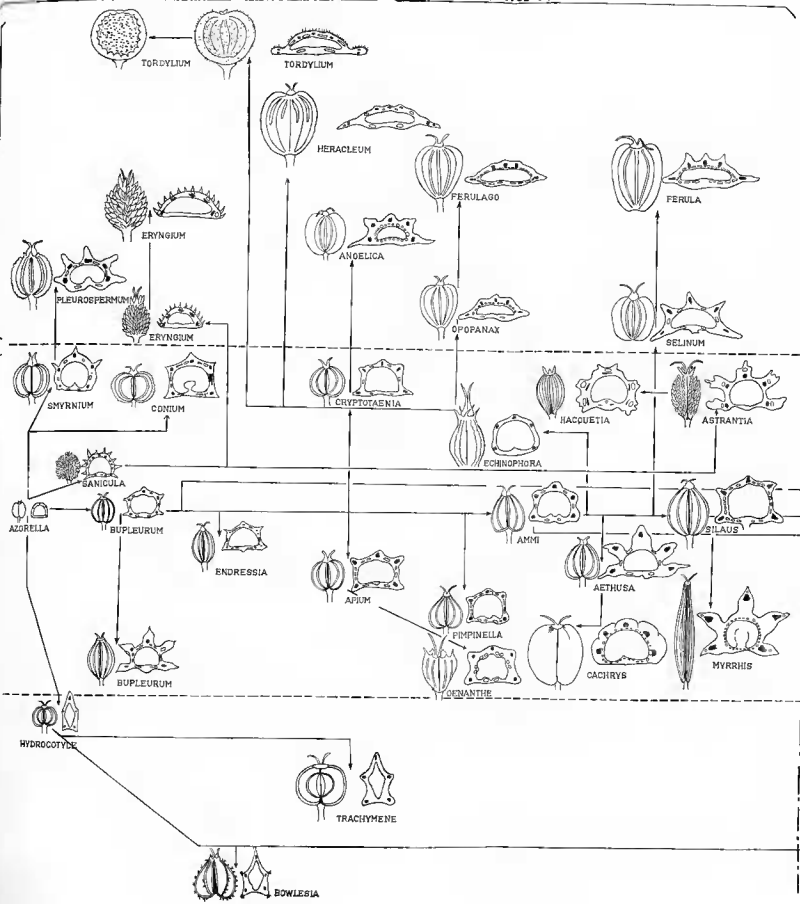 TORDYLIUM
TORDYLIUM
HERACLEUM
FERULAGO
FERULA
ERYNGIUM
ANGELICA
PLEUROSPERMUM
OPOPANAX
ERYNGIUM
SELINUM
SMYRNIUM
CONIUM
CRYPTOTAENIA
HACQUETIA
ASTRANTIA
ECHINOPHORA
SANICULA
AZORELLA
BUPLEURUM
AMMI
SILAUS
ENDRESSIA
AETHUSA
APIUM
PIMPINELLA
MYRRHIS
CACHRYS
BUPLEURUM
OENANTHE
HYDROCOTYLE
TRACHYMENE
BOWLESIA